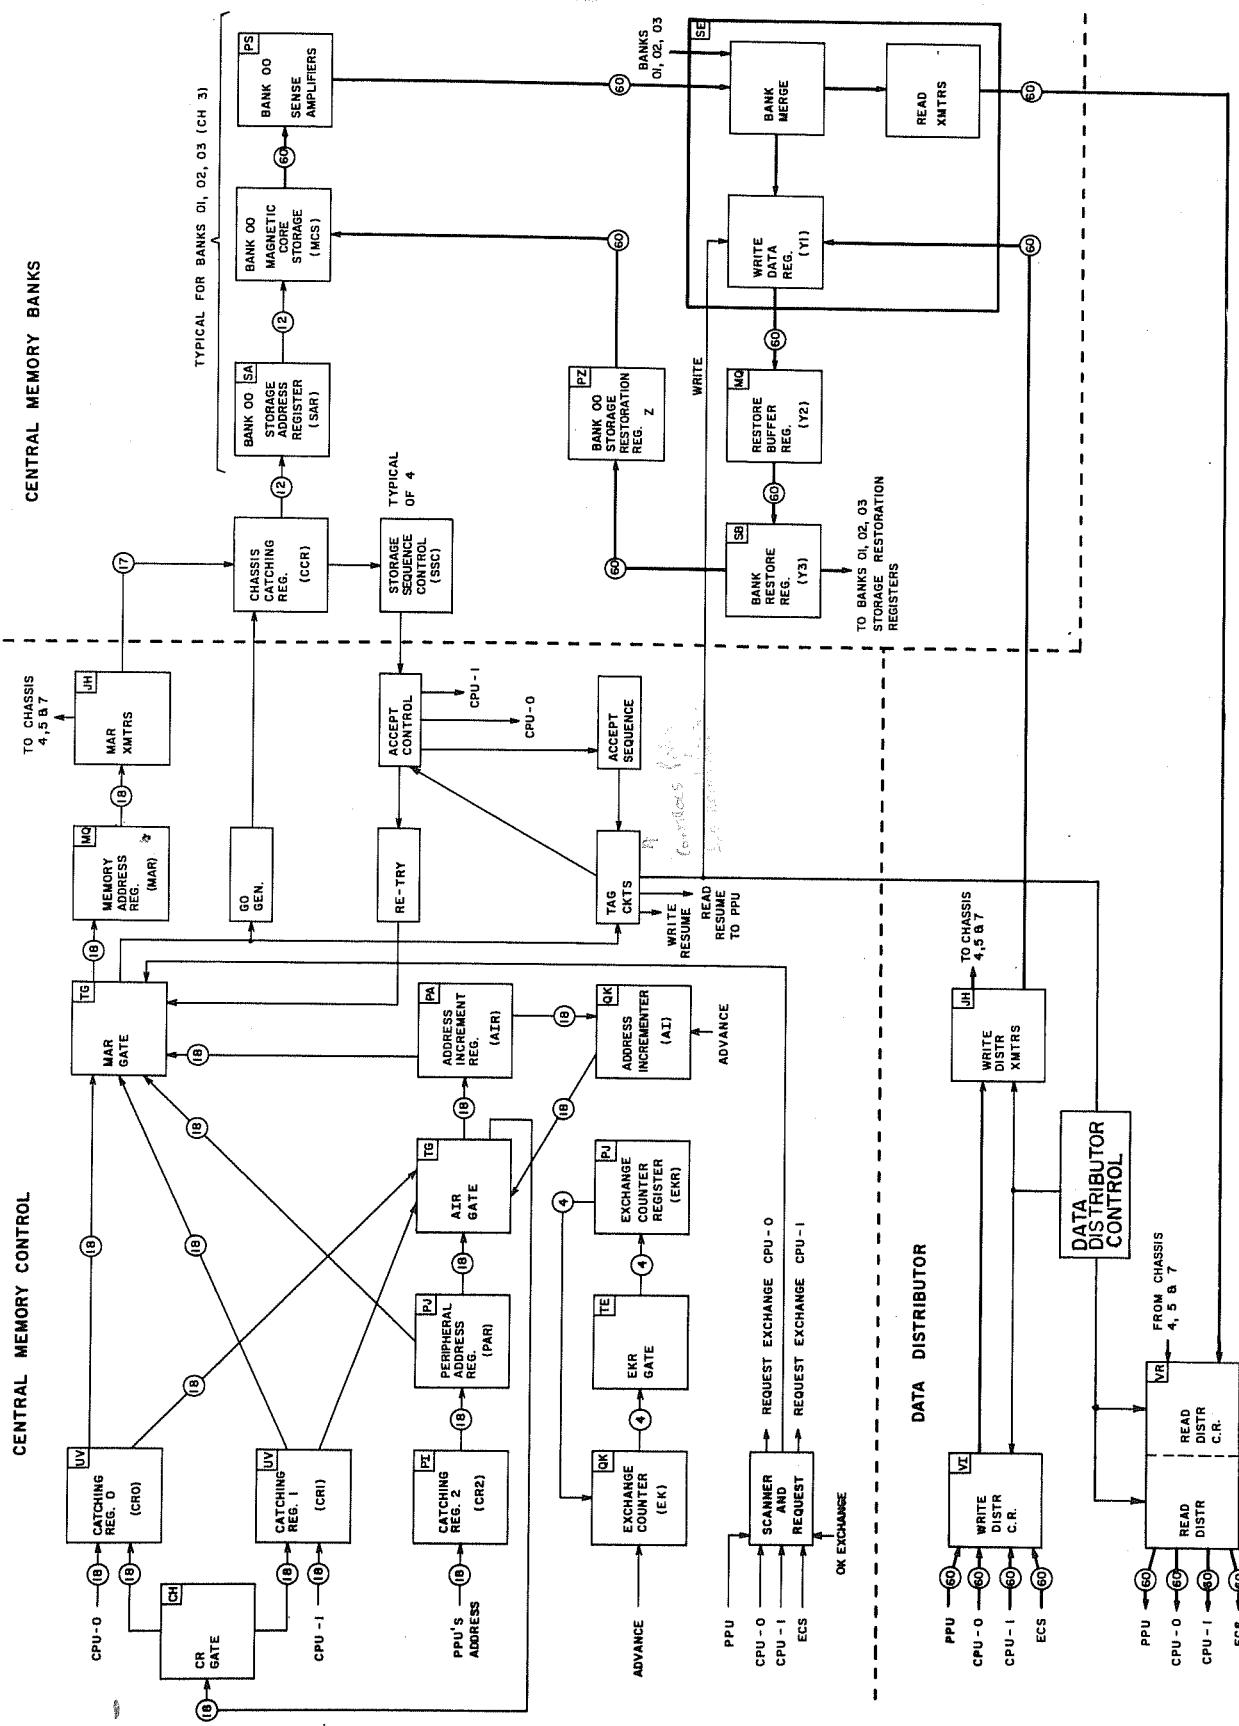 CENTRAL MEMORY CONTROL
CENTRAL MEMORY BANKS
DATA DISTRIBUTOR
CPU-0
18
18
UV
CATCHING
REG. 0
(CR0)
18
18
CH
CR
GATE
18
CPU-1
18
18
UV
CATCHING
REG. 1
(CR1)
18
PPU'S
ADDRESS
18
PI
CATCHING
REG. 2
(CR2)
18
PJ
PERIPHERAL
ADDRESS
REG.
(PAR)
18
18
TG
AIR
GATE
18
PA
ADDRESS
INCREMENT
REG.
(AIR)
18
18
QK
ADDRESS
INCREMENTER
(AI)
18
ADVANCE
TG
MAR
GATE
18
MQ
MEMORY
ADDRESS
REG.
(MAR)
18
JH
MAR
XMTRS
TO CHASSIS
4,5 & 7
17
GO
GEN.
RE-TRY
ACCEPT
CONTROL
CPU-1
CPU-0
ACCEPT
SEQUENCE
TAG
CKTS
WRITE
RESUME
READ
RESUME
TO PPU
ADVANCE
QK
EXCHANGE
COUNTER
(EK)
4
TE
EKR
GATE
4
PJ
EXCHANGE
COUNTER
REGISTER
(EKR)
4
PPU
CPU-0
CPU-1
ECS
SCANNER
AND
REQUEST
OK EXCHANGE
REQUEST EXCHANGE CPU-0
REQUEST EXCHANGE CPU-1
TYPICAL FOR BANKS 01, 02, 03 (CH 3)
CHASSIS
CATCHING
REG.
(CCR)
12
BANK 00
SA
STORAGE
ADDRESS
REGISTER
(SAR)
12
BANK 00
MAGNETIC
CORE
STORAGE
(MCS)
60
PS
BANK 00
SENSE
AMPLIFIERS
60
STORAGE
SEQUENCE
CONTROL
(SSC)
TYPICAL
OF 4
PZ
BANK 00
STORAGE
RESTORATION
REG. Z
60
60
WRITE
SB
BANK
RESTORE
REG.
(Y3)
60
MQ
RESTORE
BUFFER
REG.
(Y2)
60
TO BANKS 01, 02, 03
STORAGE RESTORATION
REGISTERS
WRITE
DATA
REG.
(Y1)
BANKS
01, 02, 03
SE
BANK
MERGE
READ
XMTRS
60
60
PPU
CPU-0
CPU-1
ECS
60
60
60
60
VI
WRITE
DISTR
C.R.
JH
WRITE
DISTR
XMTRS
TO CHASSIS
4,5 & 7
DATA
DISTRIBUTOR
CONTROL
FROM CHASSIS
4, 5 & 7
VR
READ
DISTR
C.R.
READ
DISTR
60
60
60
60
PPU
CPU-0
CPU-1
ECS